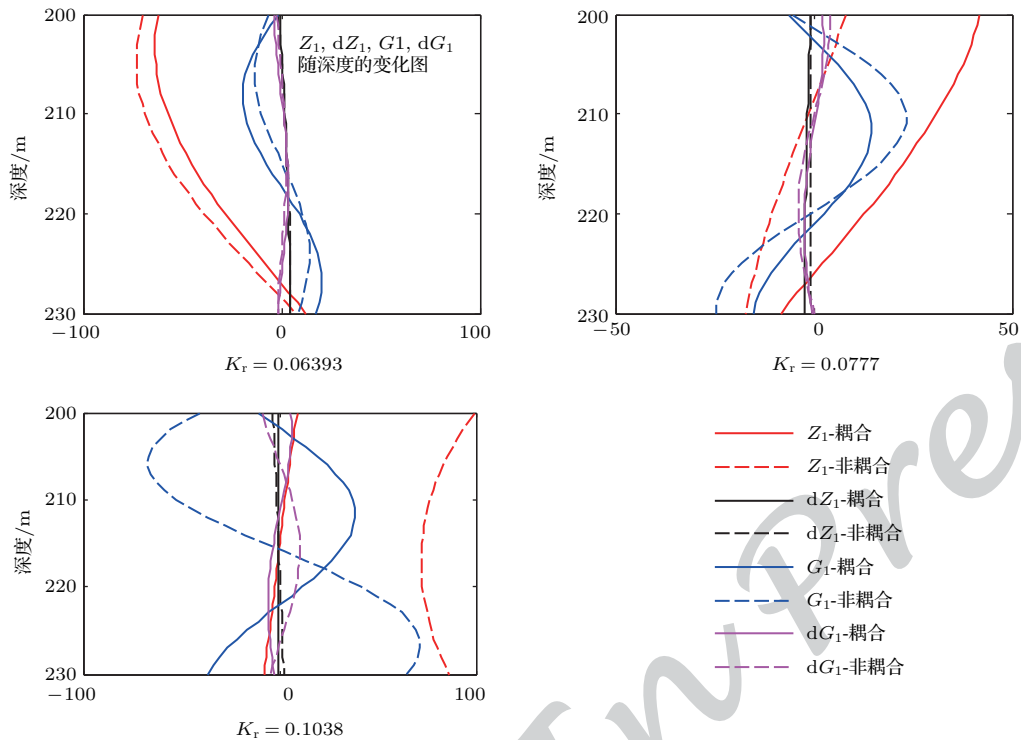 200
210
220
230
深度/m
Z₁, dZ₁, G1, dG₁
随深度的变化图
−100
0
100
Kᵣ = 0.06393
200
210
220
230
深度/m
−50
0
50
Kᵣ = 0.0777
200
210
220
230
深度/m
−100
0
100
Kᵣ = 0.1038
Z₁-耦合
Z₁-非耦合
dZ₁-耦合
dZ₁-非耦合
G₁-耦合
G₁-非耦合
dG₁-耦合
dG₁-非耦合
InPre